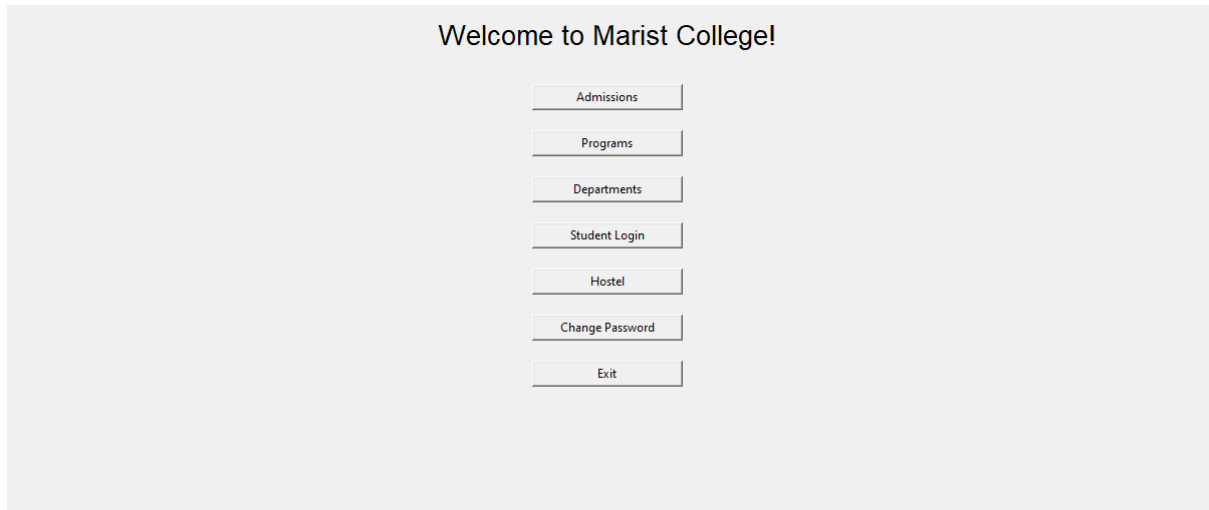 Welcome to Marist College!
Admissions
Programs
Departments
Student Login
Hostel
Change Password
Exit